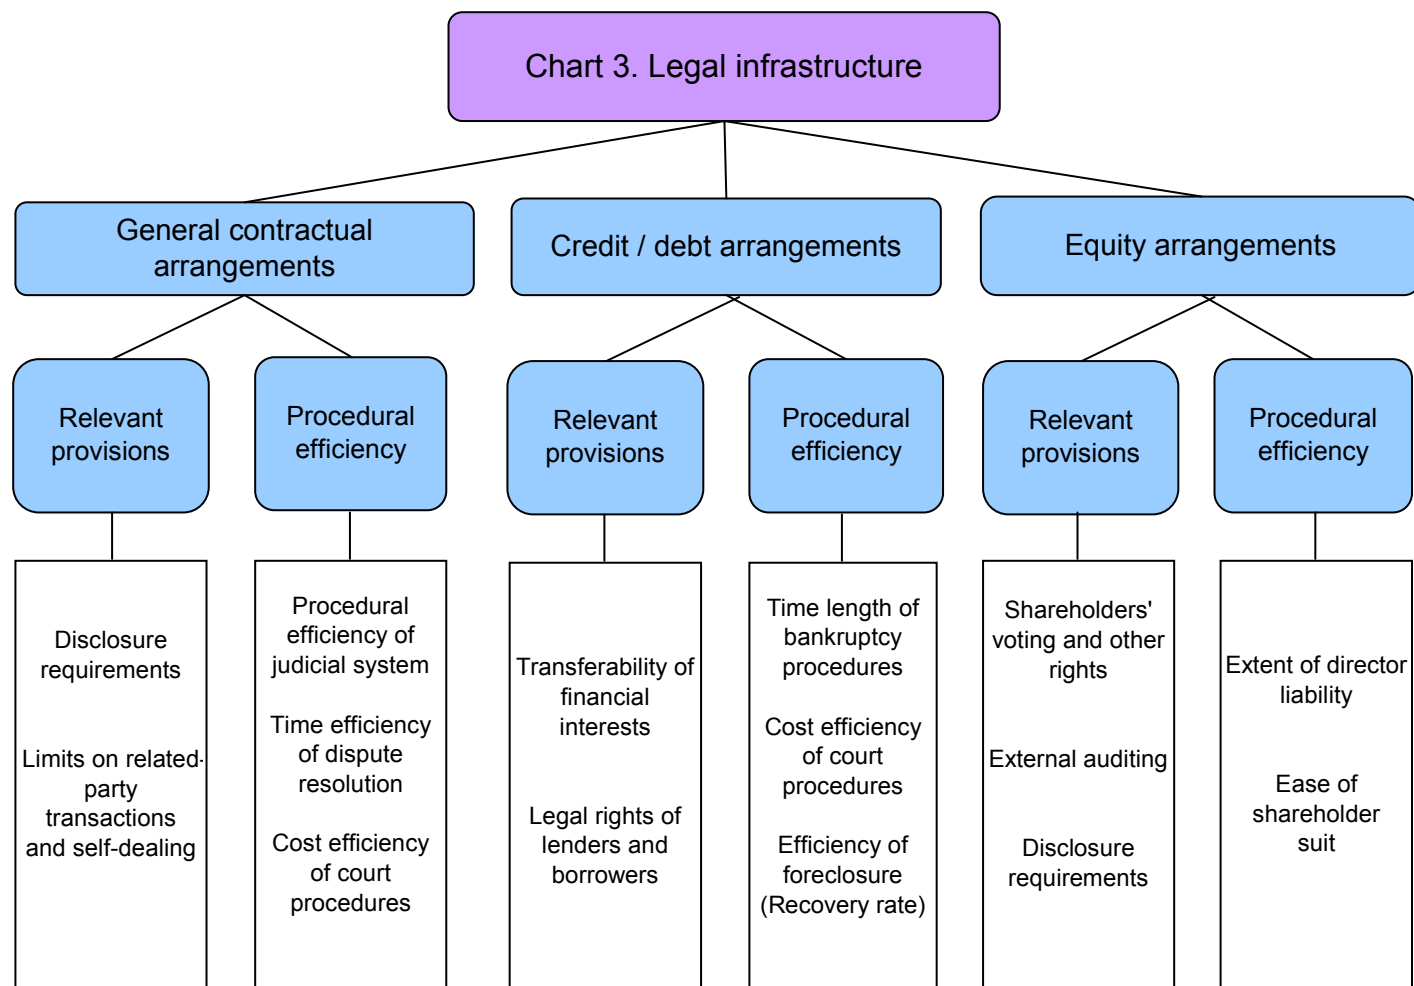 Chart 3. Legal infrastructure
General contractual
arrangements
Credit / debt arrangements
Equity arrangements
Relevant
provisions
Procedural
efficiency
Relevant
provisions
Procedural
efficiency
Relevant
provisions
Procedural
efficiency
Disclosure
requirements
Limits on related-
party
transactions
and self-dealing
Procedural
efficiency of
judicial system
Time efficiency
of dispute
resolution
Cost efficiency
of court
procedures
Transferability of
financial
interests
Legal rights of
lenders and
borrowers
Time length of
bankruptcy
procedures
Cost efficiency
of court
procedures
Efficiency of
foreclosure
(Recovery rate)
Shareholders'
voting and other
rights
External auditing
Disclosure
requirements
Extent of director
liability
Ease of
shareholder
suit